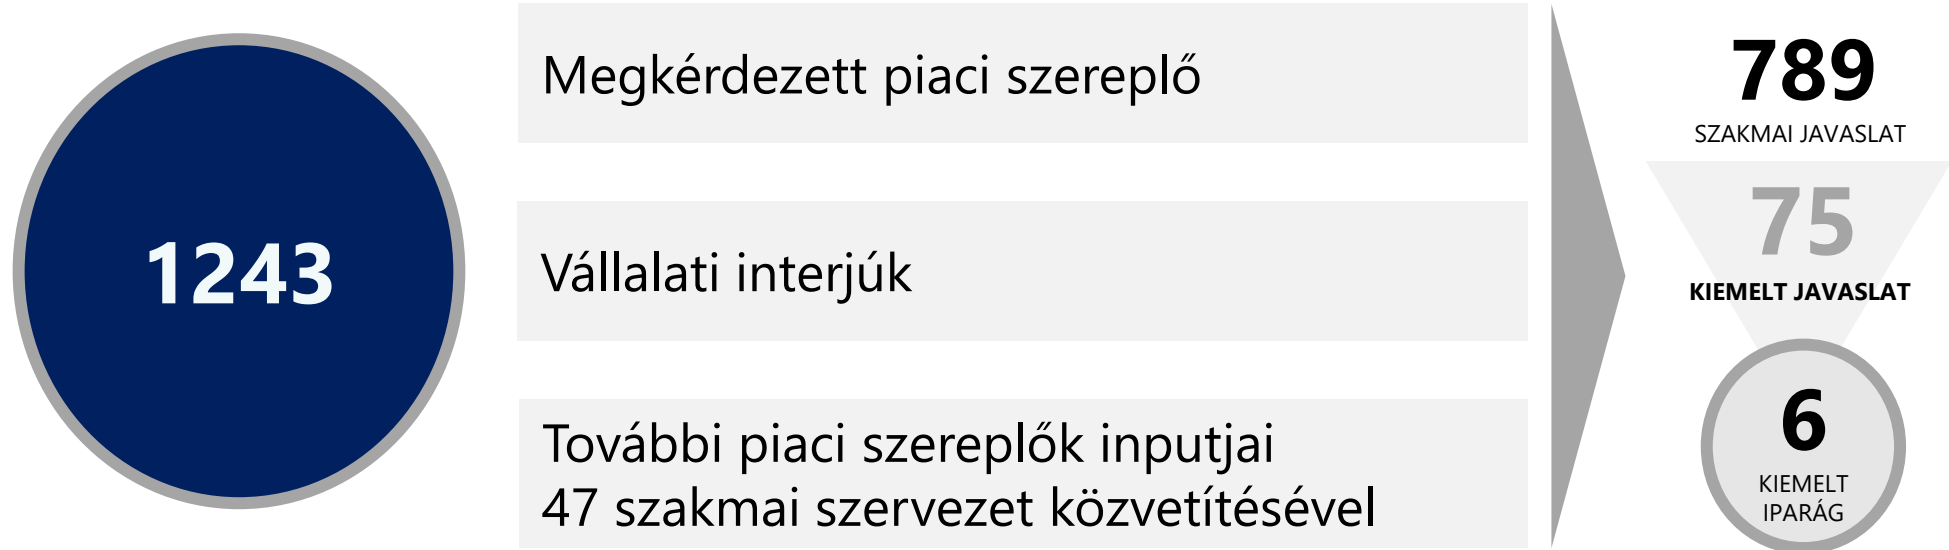 1243
Megkérdezett piaci szereplő
Vállalati interjúk
További piaci szereplők inputjai
47 szakmai szervezet közvetítésével
789
SZAKMAI JAVASLAT
75
KIEMELT JAVASLAT
6
KIEMELT
IPARÁG